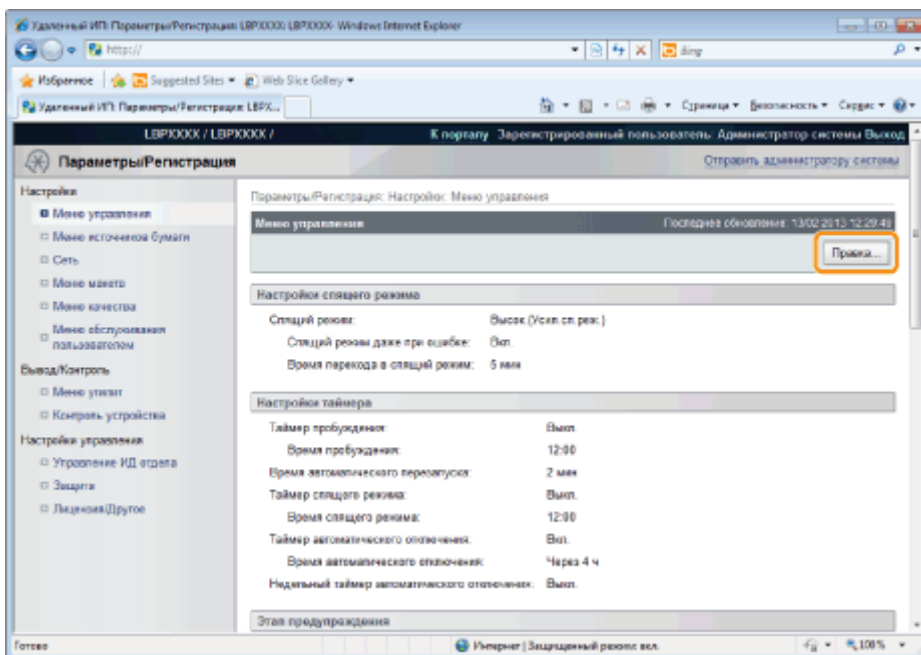 Удаленный ИП: Параметры/Регистрация: LBPXXXX: LBPXXXX - Windows Internet Explorer
http://
Bing
Избранное Suggested Sites Web Slice Gallery
Удаленный ИП: Параметры/Регистрация: LBPX...
Страница Безопасность Сервис
LBPXXXX / LBPXXXX /
К порталу Зарегистрированный пользователь: Администратор системы Выход
Параметры/Регистрация
Отправить администратору системы
Настройки
Меню управления
Меню источников бумаги
Сеть
Меню макета
Меню качества
Меню обслуживания
пользователем
Вывод/Контроль
Меню утилит
Контроль устройства
Настройки управления
Управление ИД отдела
Защита
Лицензия/Другое
Параметры/Регистрация: Настройки: Меню управления
Меню управления
Последнее обновление: 13/02 2013 12:29:48
Правка...
Настройки спящего режима
Спящий режим: Высок.(Усил.сп.реж.)
Спящий режим даже при ошибке: Вкл.
Время перехода в спящий режим: 5 мин
Настройки таймера
Таймер пробуждения: Выкл.
Время пробуждения: 12:00
Время автоматического перезапуска: 2 мин
Таймер спящего режима: Выкл.
Время спящего режима: 12:00
Таймер автоматического отключения: Вкл.
Время автоматического отключения: Через 4 ч
Недельный таймер автоматического отключения: Выкл.
Этап предупреждения
Готово
Интернет | Защищенный режим: вкл.
100%